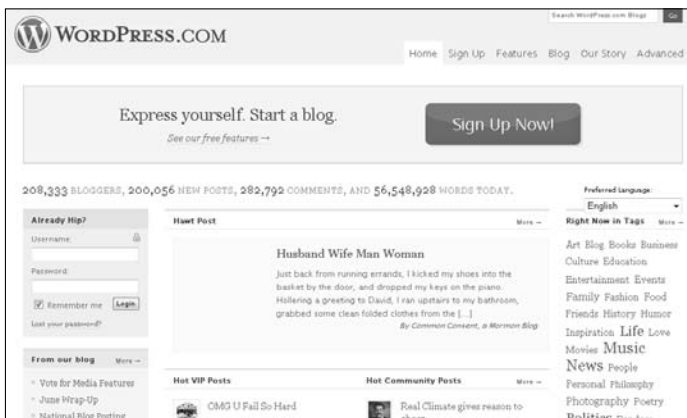 Search WordPress.com Blogs Go
WORDPRESS.COM
Home Sign Up Features Blog Our Story Advanced
Express yourself. Start a blog.
See our free features →
Sign Up Now!
208,333 BLOGGERS, 200,056 NEW POSTS, 282,792 COMMENTS, AND 56,548,928 WORDS TODAY.
Preferred Language:
English
Already Hip?
Username
Password
Remember me Login
Lost your password?
From our blog More →
Vote for Media Features
June Wrap-Up
National Blog Posting
Hawt Post More →
Husband Wife Man Woman
Just back from running errands, I kicked my shoes into the
basket by the door, and dropped my keys on the piano.
Hollering a greeting to David, I ran upstairs to my bathroom,
grabbed some clean folded clothes from the [...]
By Common Consent, a Mormon Blog
Hot VIP Posts
OMG U Fail So Hard
Hot Community Posts More →
Real Climate gives reason to
Right Now in Tags More →
Art Blog Books Business
Culture Education
Entertainment Events
Family Fashion Food
Friends History Humor
Inspiration Life Love
Movies Music
News People
Personal Philosophy
Photography Poetry
Politics